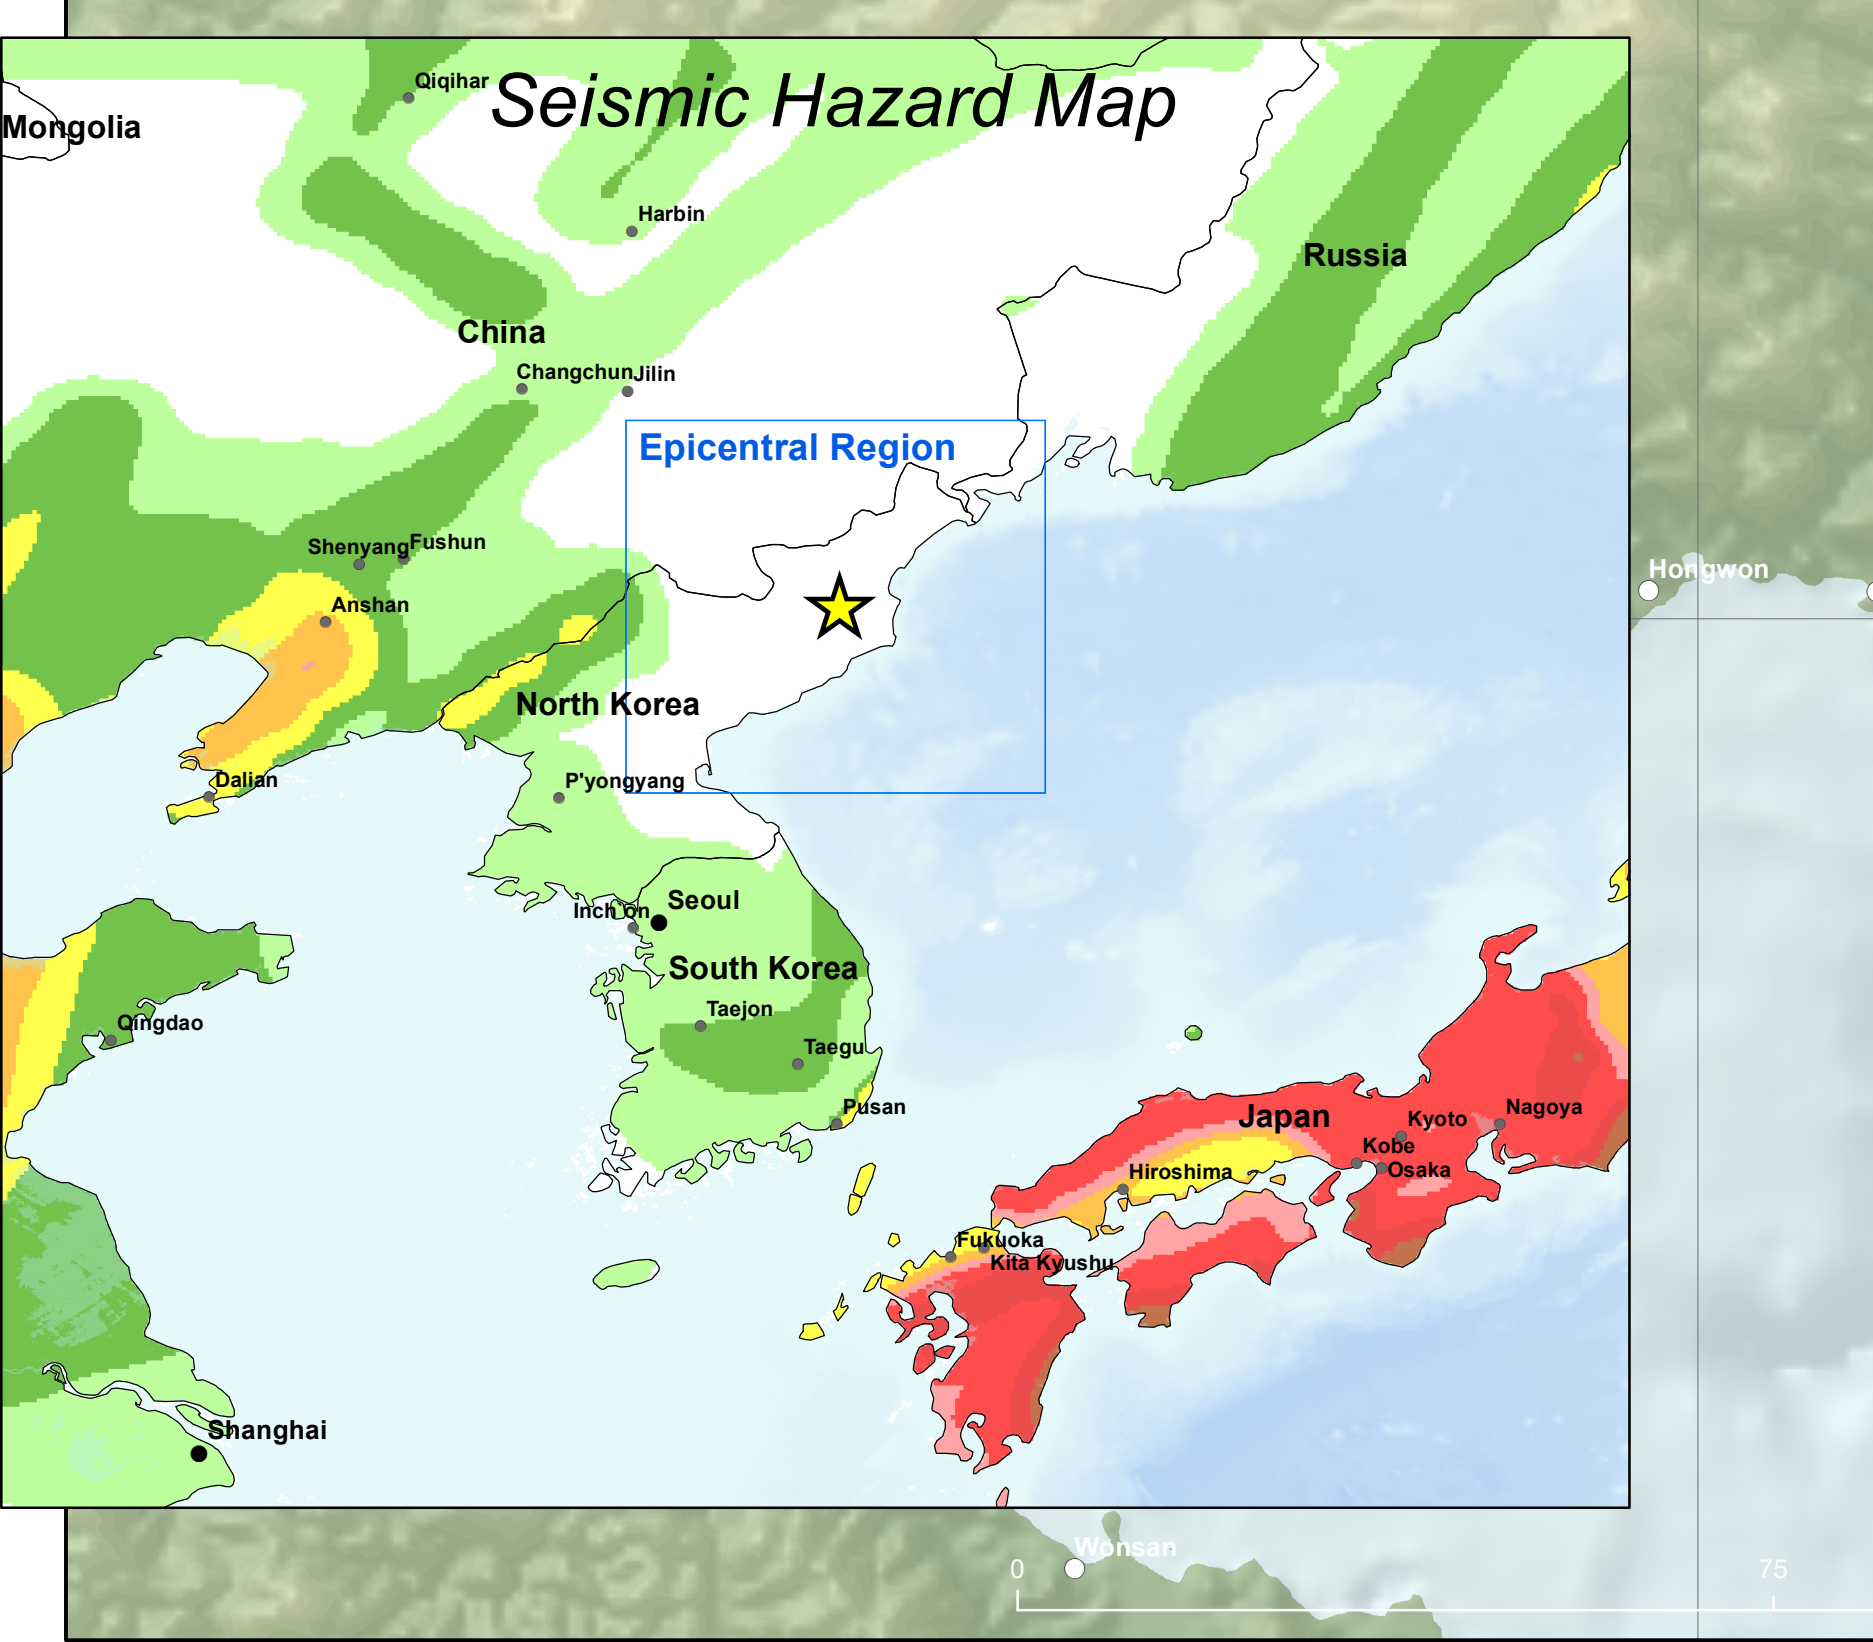 Seismic Hazard Map
Qiqihar
Mongolia
Harbin
Russia
China
Changchun
Jilin
Epicentral Region
Shenyang
Fushun
Anshan
Hongwon
North Korea
Dalian
P'yongyang
Seoul
Inch'on
South Korea
Taejon
Qingdao
Taegu
Pusan
Japan
Kyoto
Nagoya
Kobe
Osaka
Hiroshima
Fukuoka
Kita Kyushu
Shanghai
Wonsan
0
75